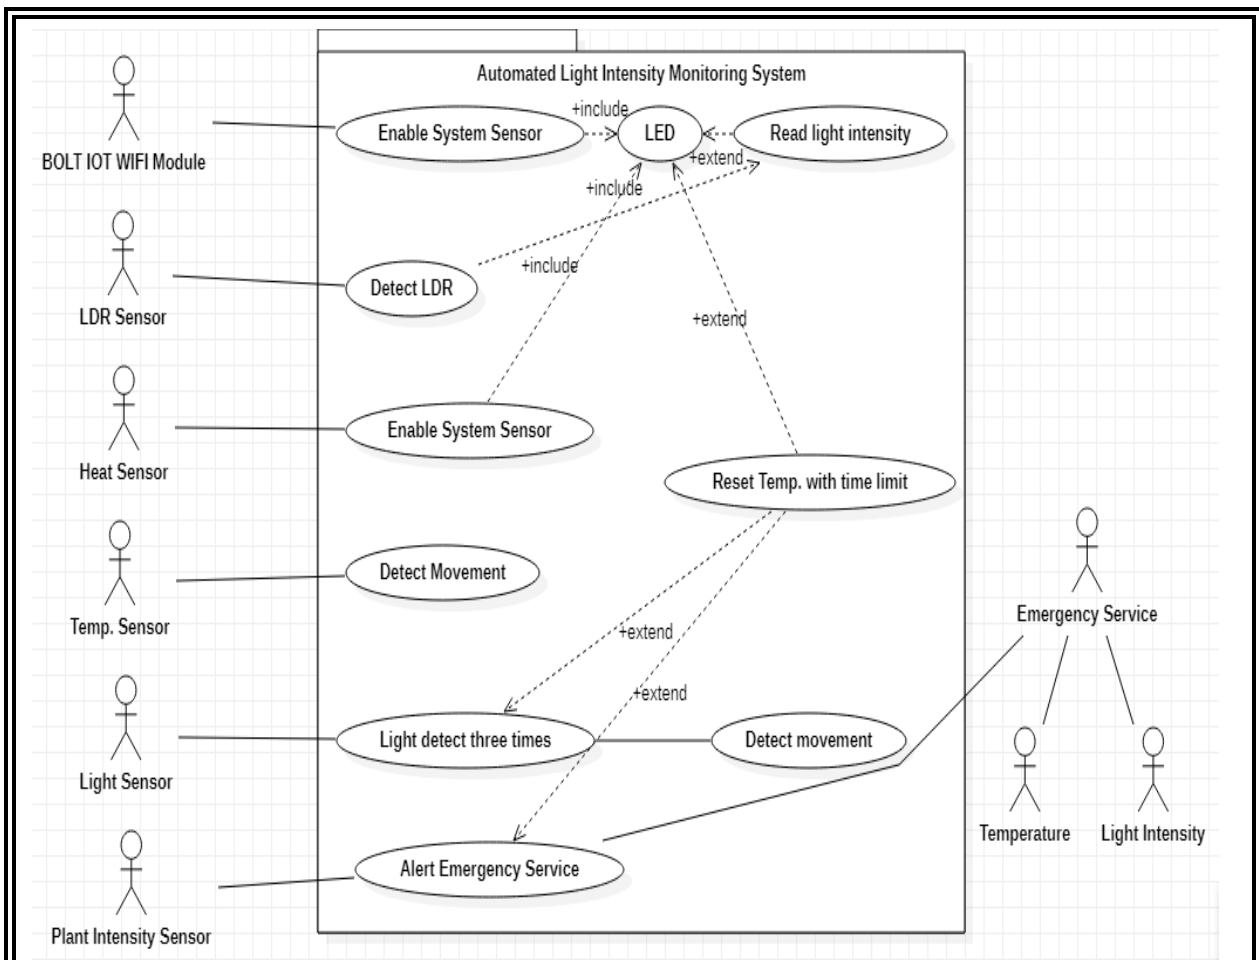 Automated Light Intensity Monitoring System
+include
Enable System Sensor
LED
Read light intensity
BOLT IOT WIFI Module
+extend
+include
+include
Detect LDR
LDR Sensor
+extend
Enable System Sensor
Heat Sensor
Reset Temp. with time limit
Detect Movement
Temp. Sensor
Emergency Service
+extend
+extend
Light detect three times
Detect movement
Light Sensor
Temperature
Light Intensity
Alert Emergency Service
Plant Intensity Sensor